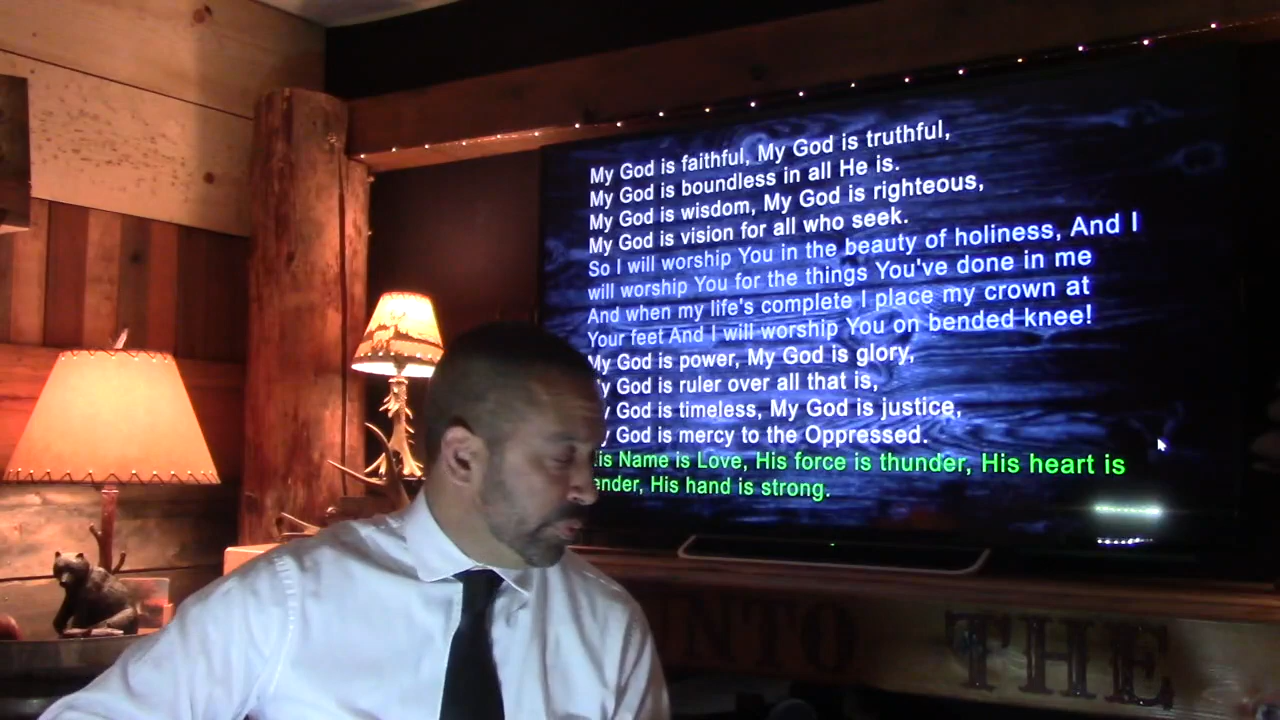 My God is faithful, My God is truthful,
My God is boundless in all He is.
My God is wisdom, My God is righteous,
My God is vision for all who seek.
So I will worship You in the beauty of holiness, And I
will worship You for the things You've done in me
And when my life's complete I place my crown at
Your feet And I will worship You on bended knee!
My God is power, My God is glory,
y God is ruler over all that is,
y God is timeless, My God is justice,
y God is mercy to the Oppressed.
is Name is Love, His force is thunder, His heart is
ender, His hand is strong.
INTO THE